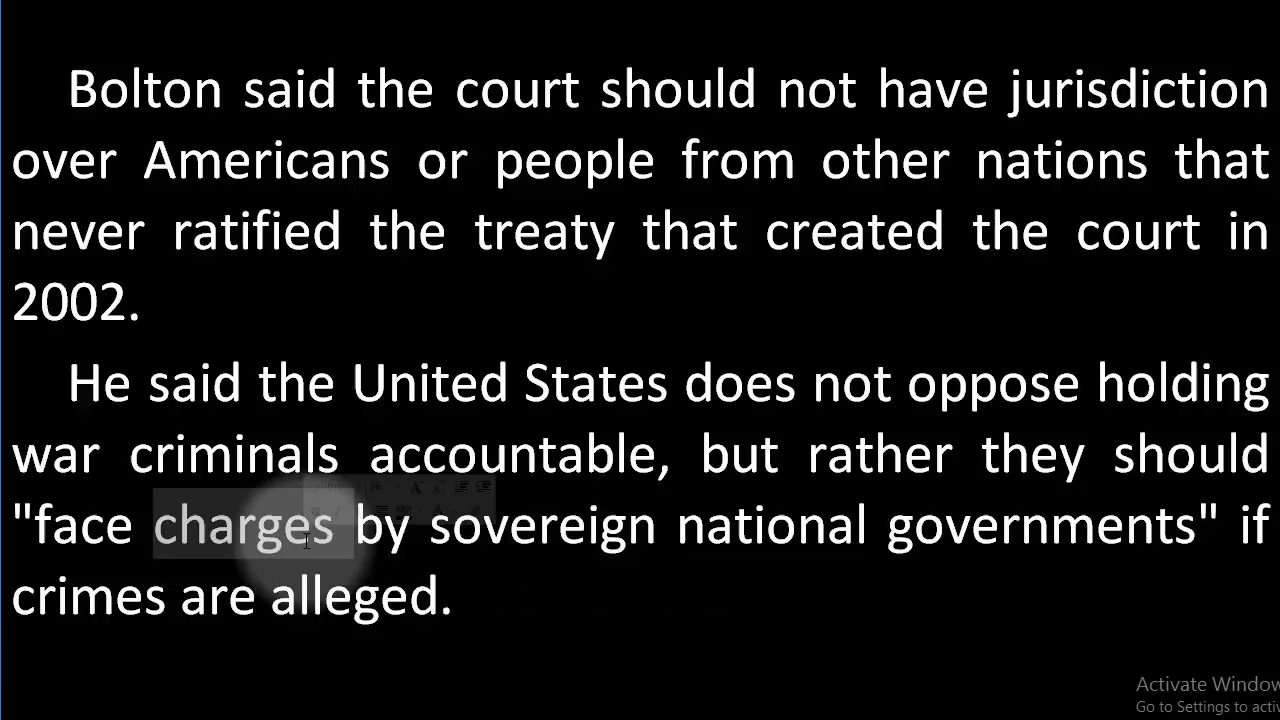 Bolton said the court should not have jurisdiction
over Americans or people from other nations that
never ratified the treaty that created the court in
2002.
He said the United States does not oppose holding
war criminals accountable, but rather they should
"face charges by sovereign national governments" if
crimes are alleged.
Activate Window
Go to Settings to activ